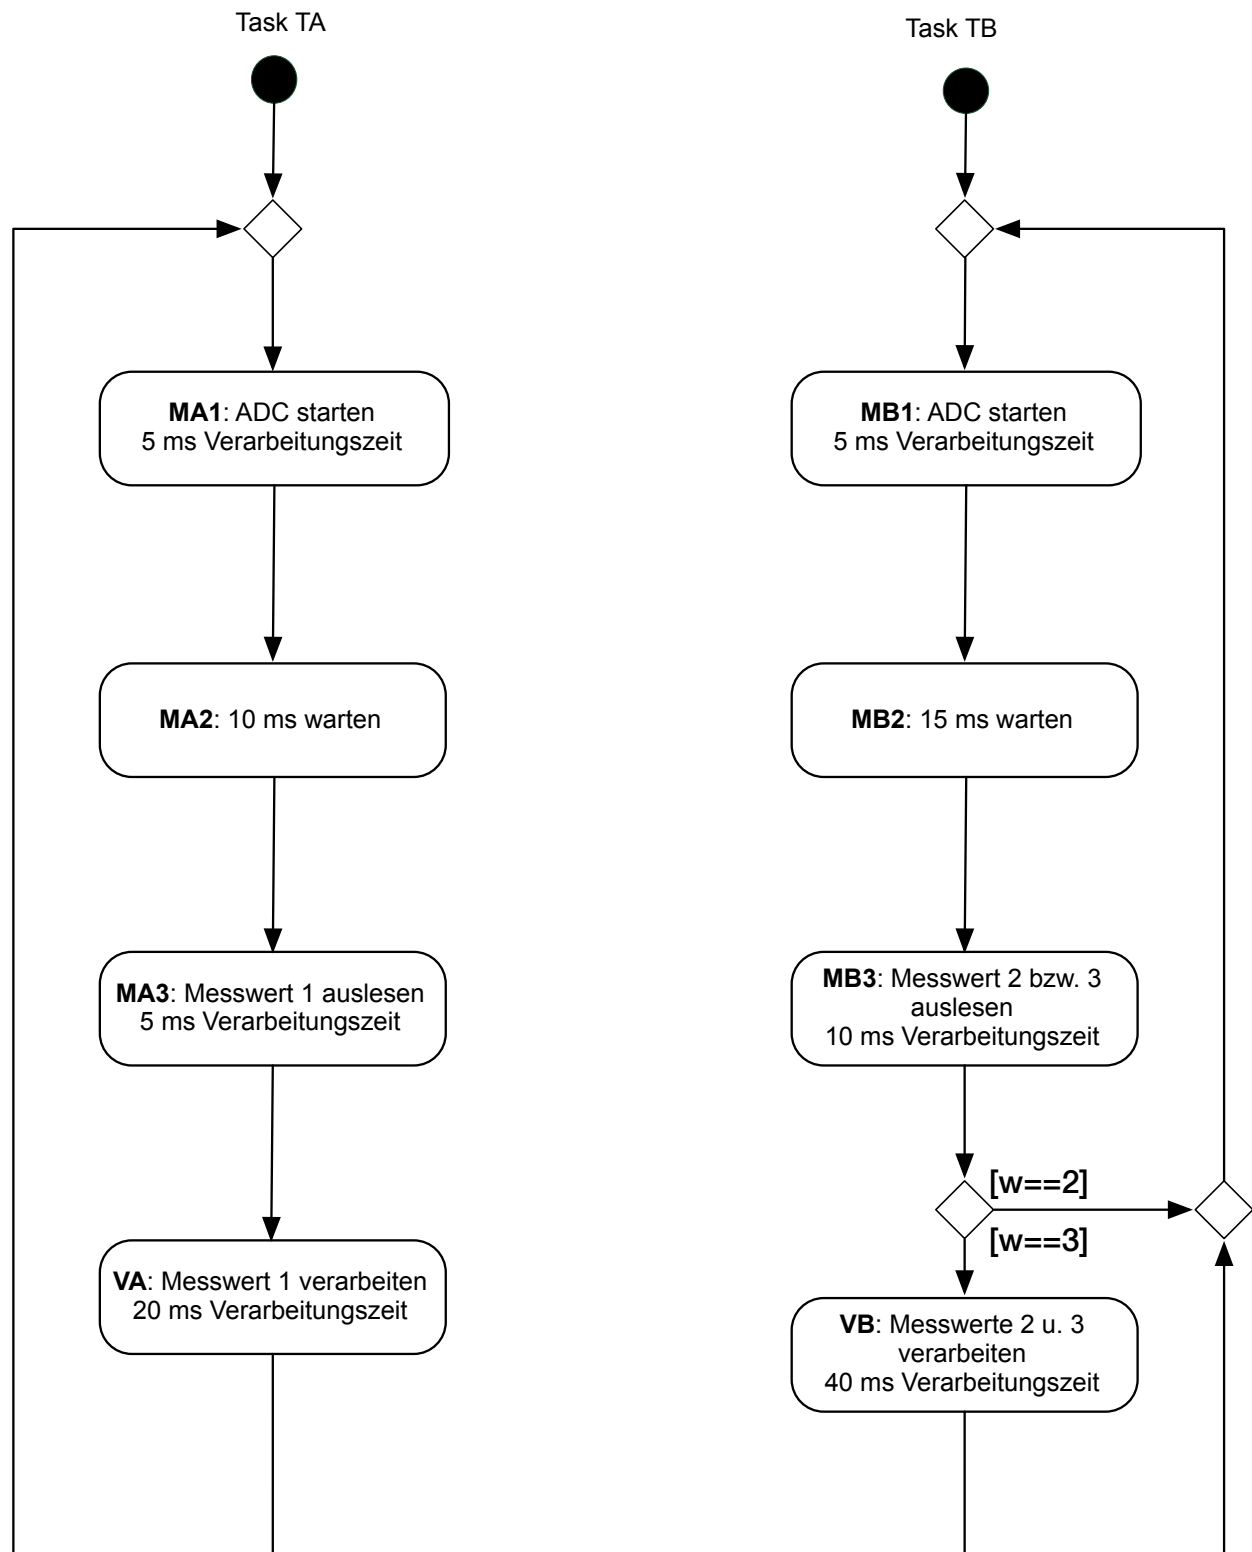 Task TA
MA1: ADC starten
5 ms Verarbeitungszeit
MA2: 10 ms warten
MA3: Messwert 1 auslesen
5 ms Verarbeitungszeit
VA: Messwert 1 verarbeiten
20 ms Verarbeitungszeit
Task TB
MB1: ADC starten
5 ms Verarbeitungszeit
MB2: 15 ms warten
MB3: Messwert 2 bzw. 3
auslesen
10 ms Verarbeitungszeit
[w==2]
[w==3]
VB: Messwerte 2 u. 3
verarbeiten
40 ms Verarbeitungszeit